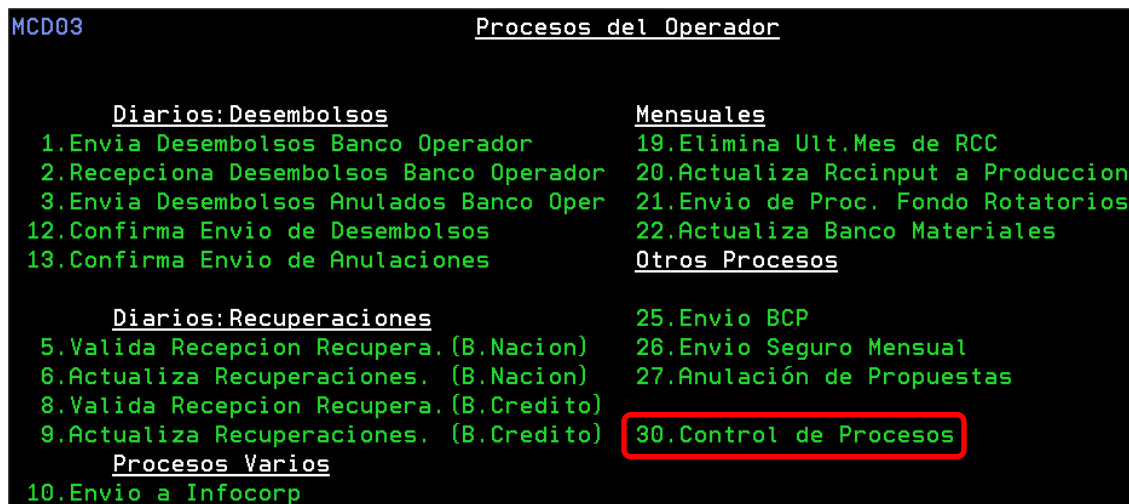 MCD03
Procesos del Operador
Diarios:Desembolsos
1.Envia Desembolsos Banco Operador
2.Recepciona Desembolsos Banco Operador
3.Envia Desembolsos Anulados Banco Oper
12.Confirma Envio de Desembolsos
13.Confirma Envio de Anulaciones
Diarios:Recuperaciones
5.Valida Recepcion Recupera.(B.Nacion)
6.Actualiza Recuperaciones. (B.Nacion)
8.Valida Recepcion Recupera.(B.Credito)
9.Actualiza Recuperaciones. (B.Credito)
Procesos Varios
10.Envio a Infocorp
Mensuales
19.Elimina Ult.Mes de RCC
20.Actualiza Rccinput a Produccion
21.Envio de Proc. Fondo Rotatorios
22.Actualiza Banco Materiales
Otros Procesos
25.Envio BCP
26.Envio Seguro Mensual
27.Anulación de Propuestas
30.Control de Procesos